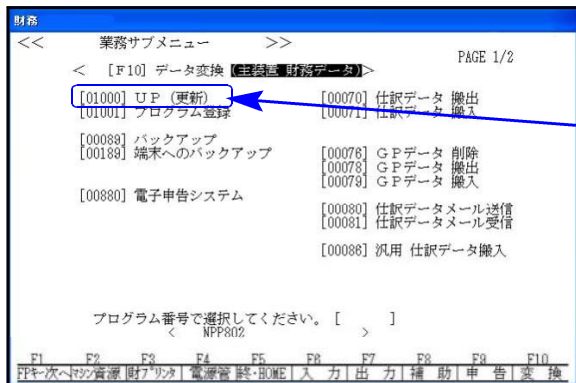 財務
<< 業務サブメニュー >>
PAGE 1/2
< [F10] データ変換 (主装置 財務データ)>
[01000] UP (更新) [00070] 仕訳データ 搬出
[01001] プログラム登録 [00071] 仕訳データ 搬入
[00089] バックアップ
[00189] 端末へのバックアップ [00076] GPデータ 削除
[00078] GPデータ 搬出
[00079] GPデータ 搬入
[00880] 電子申告システム
[00080] 仕訳データメール送信
[00081] 仕訳データメール受信
[00086] 汎用 仕訳データ搬入
プログラム番号で選択してください。 [ ]
< NPP802 >
F1 F2 F3 F4 F5 F6 F7 F8 F9 F10
FPキー次へ マシン資源 財プリンタ 電源管 終・HOME 入 力 出 力 補 助 申 告 変 換